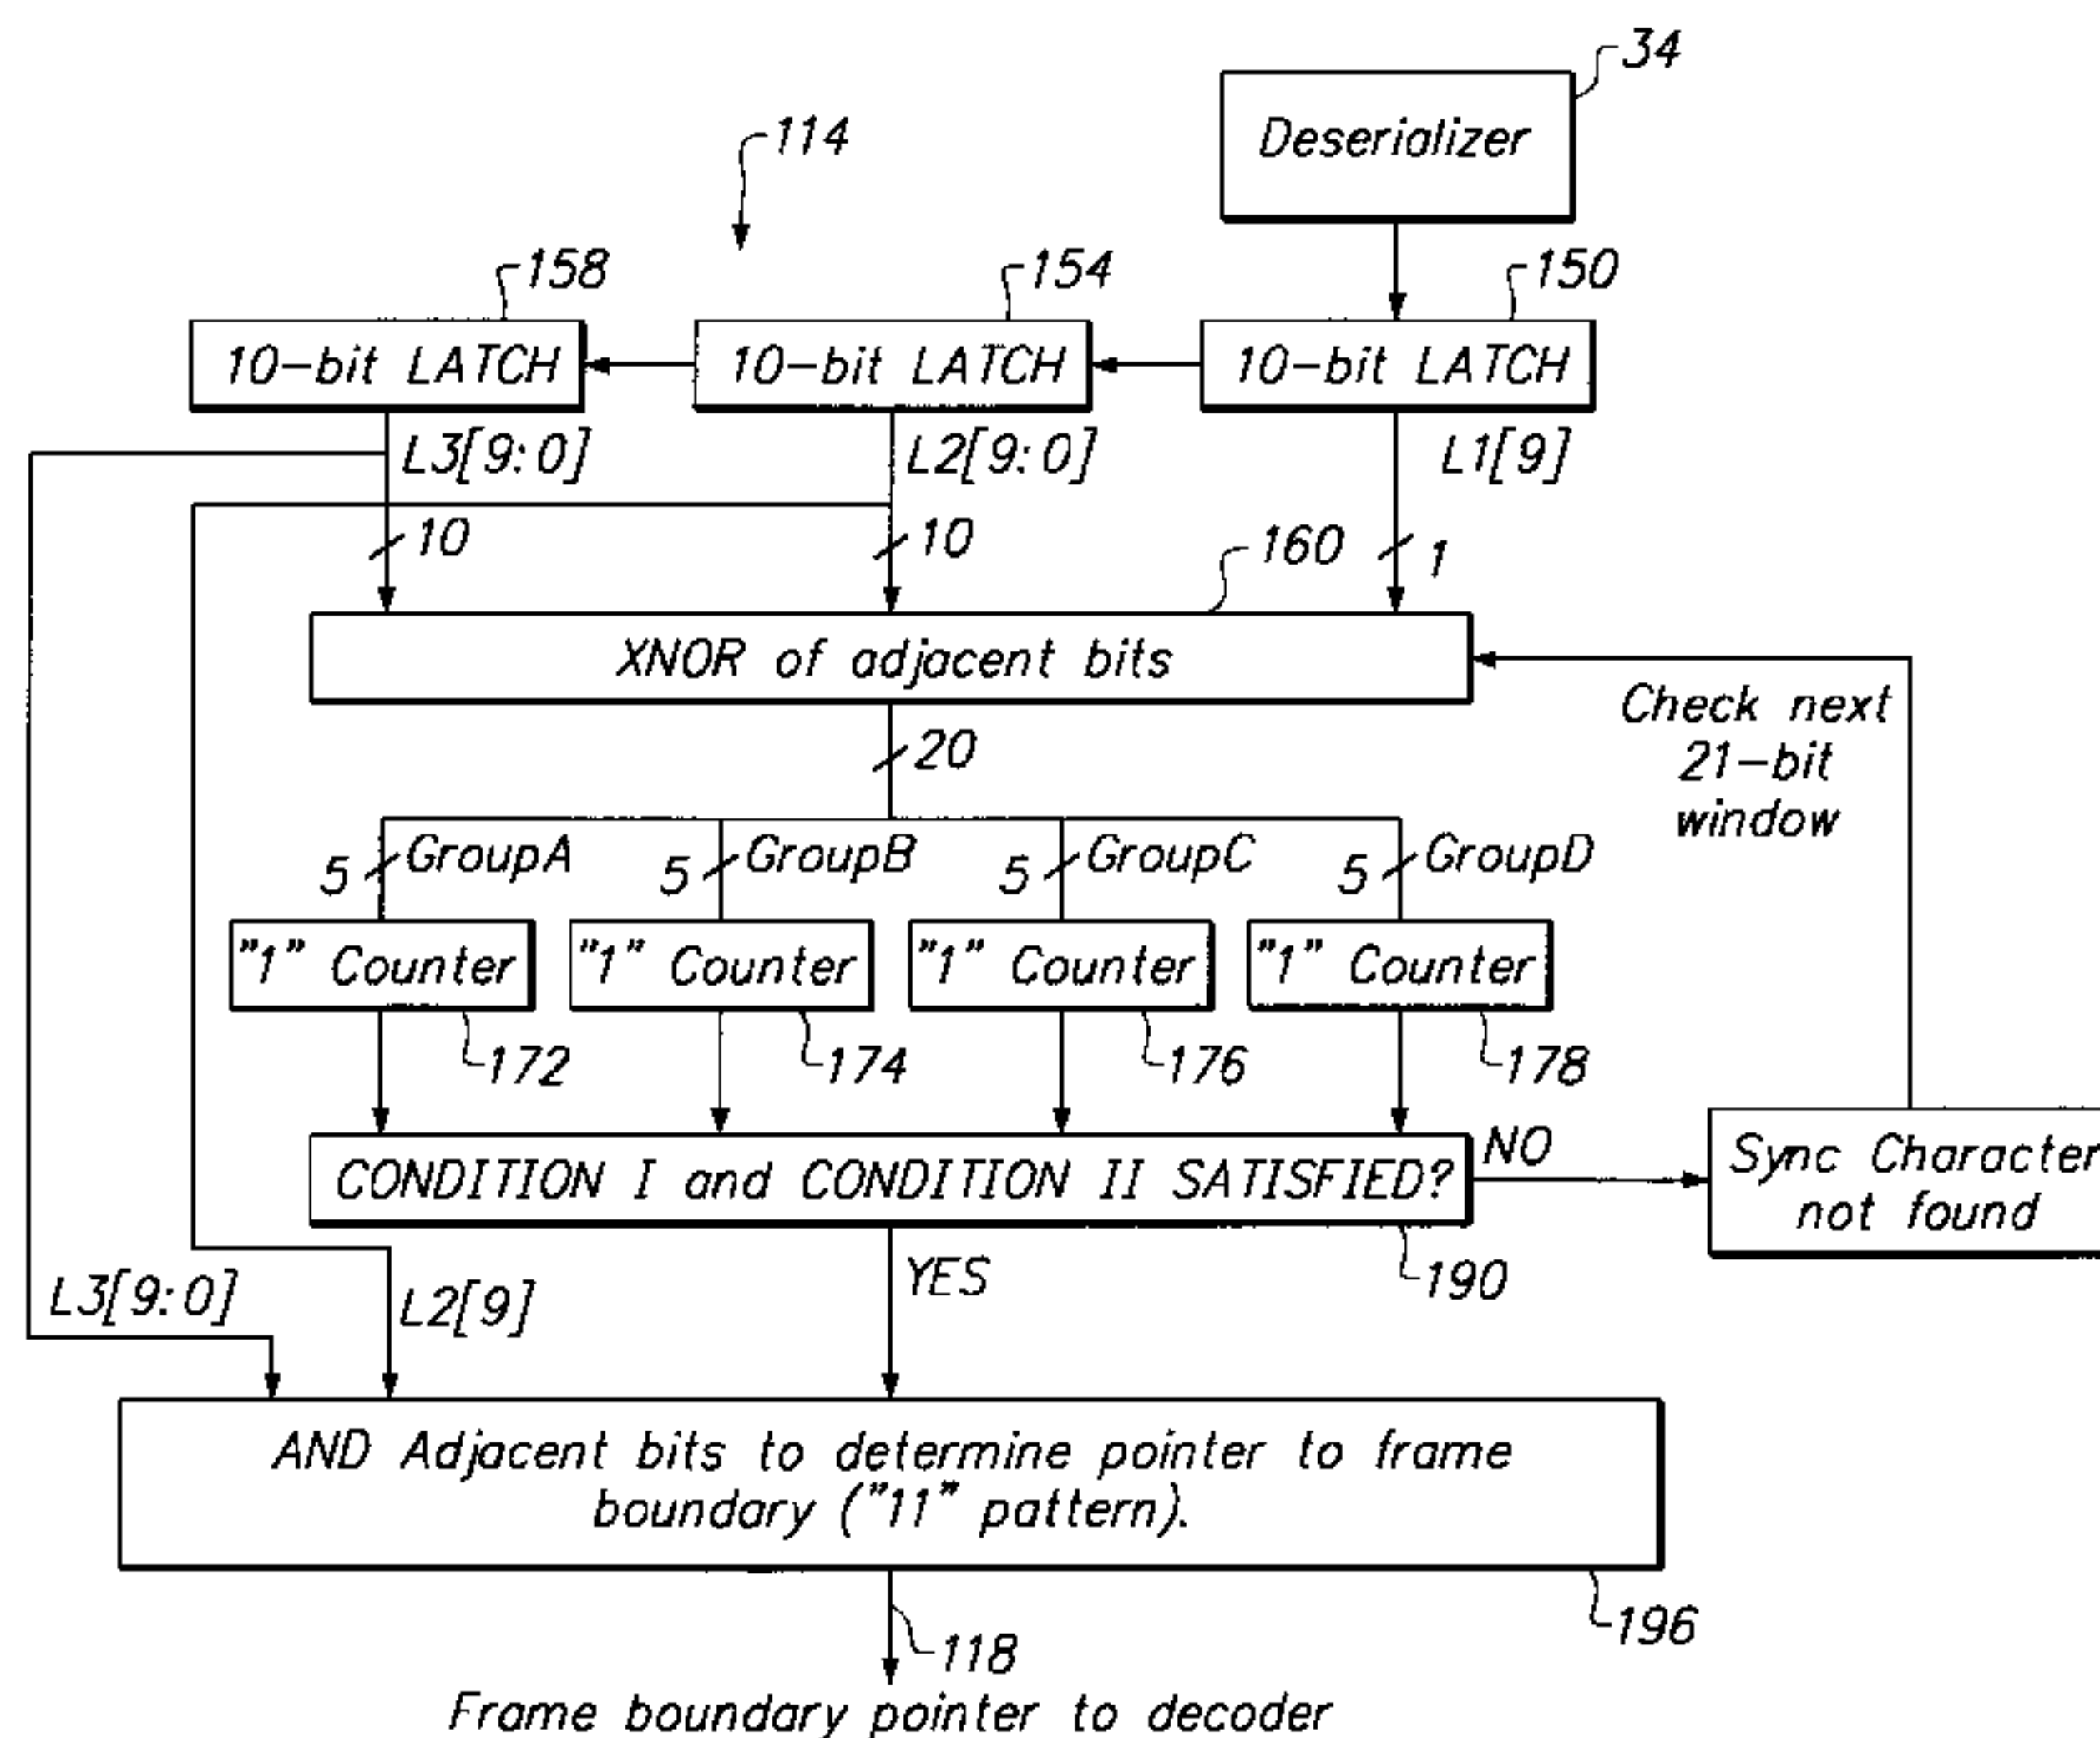 34
Deserializer
114
158
154
150
10-bit LATCH
10-bit LATCH
10-bit LATCH
L3[9:0]
L2[9:0]
L1[9]
10
10
160
1
XNOR of adjacent bits
20
Check next
21-bit
window
5
GroupA
5
GroupB
5
GroupC
5
GroupD
"1" Counter
"1" Counter
"1" Counter
"1" Counter
172
174
176
178
CONDITION I and CONDITION II SATISFIED?
NO
Sync Character
not found
YES
190
L3[9:0]
L2[9]
AND Adjacent bits to determine pointer to frame
boundary ("11" pattern).
196
118
Frame boundary pointer to decoder